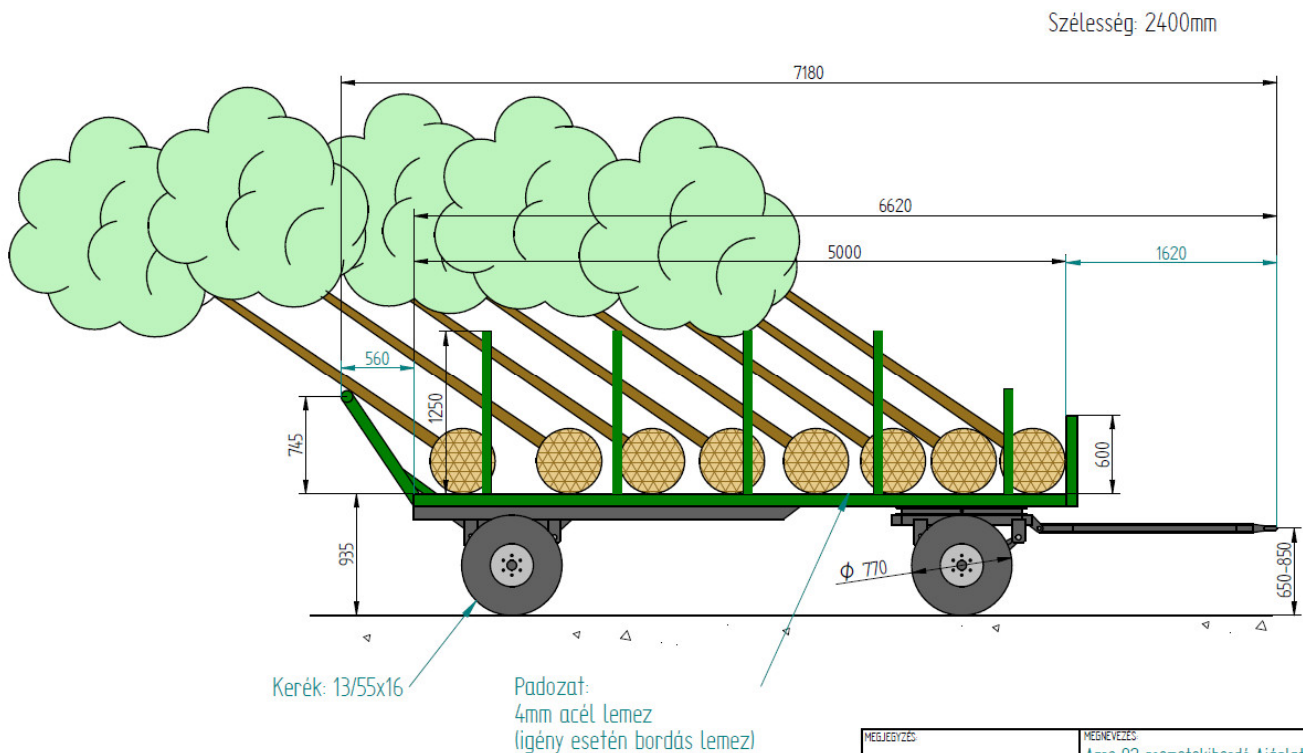 Szélesség: 2400mm
7180
6620
5000
1620
560
1250
745
600
935
ϕ 770
650-850
Kerék: 13/55x16
Padozat:
4mm acél lemez
(igény esetén bordás lemez)
MEGJEGYZÉS:
MEGNEVEZÉS: